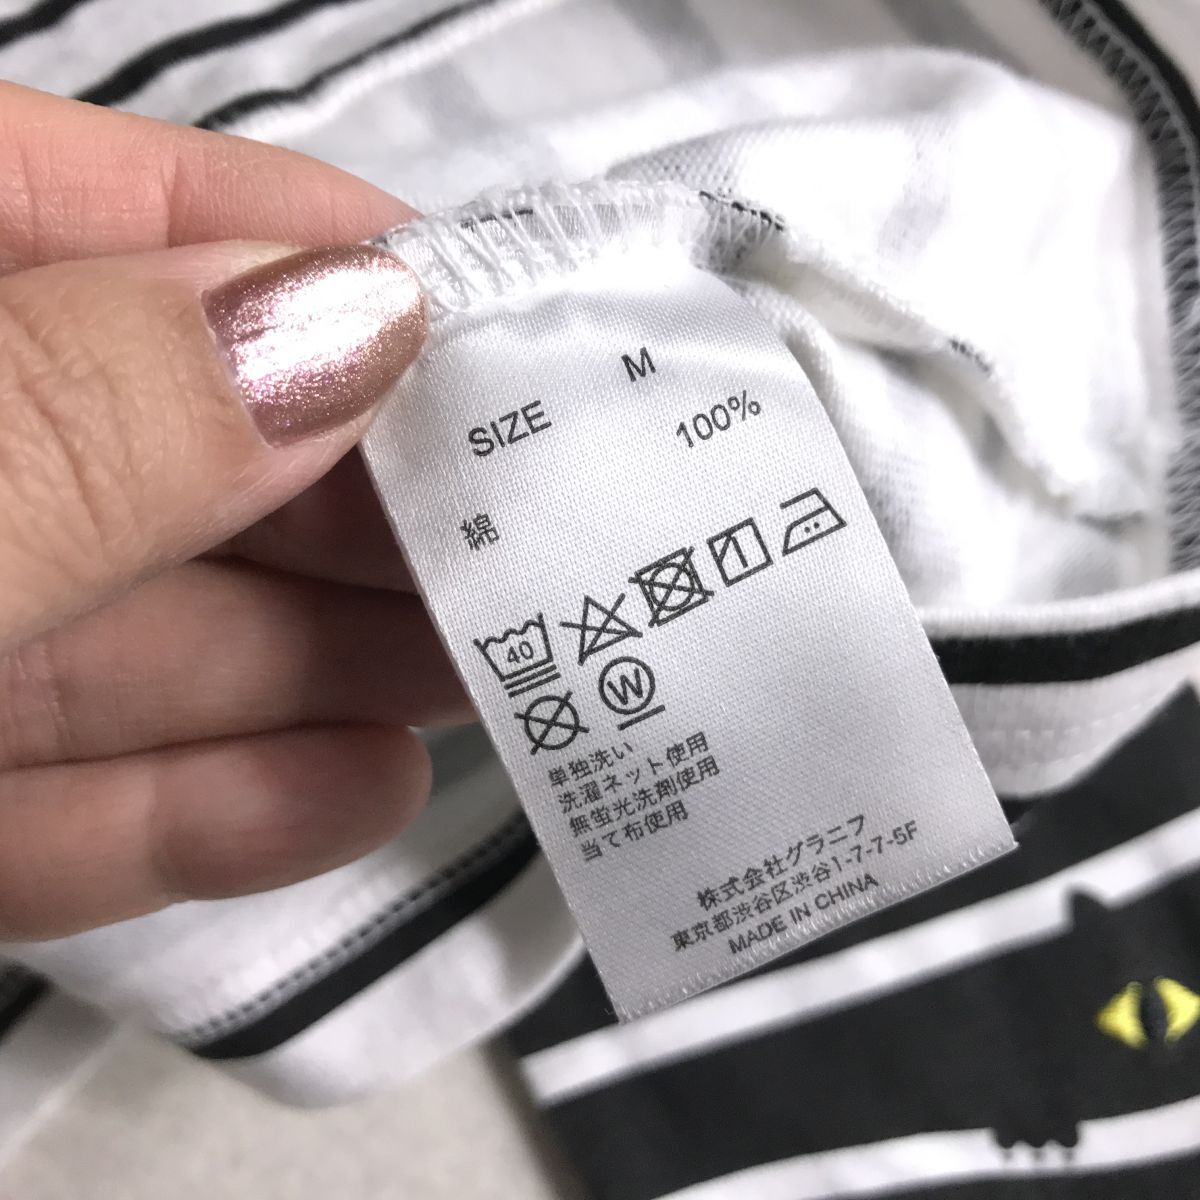 SIZE M
綿 100%
40
W
単独洗い
洗濯ネット使用
無蛍光洗剤使用
当て布使用
株式会社グラニフ
東京都渋谷区渋谷1-7-7-5F
MADE IN CHINA